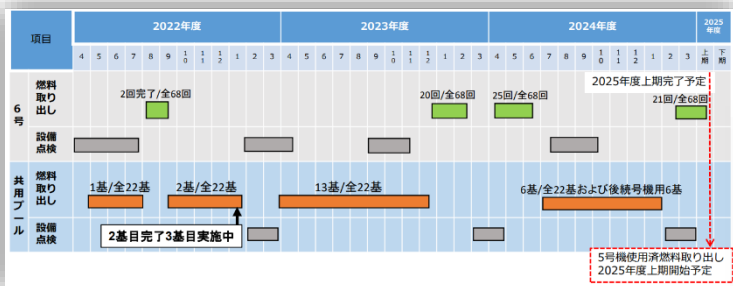 項目
2022年度
2023年度
2024年度
2025年度
4 5 6 7 8 9 10 11 12 1 2 3 4 5 6 7 8 9 10 11 12 1 2 3 4 5 6 7 8 9 10 11 12 1 2 3 上期 下期
6号
燃料取り出し
2回完了/全68回
20回/全68回
25回/全68回
21回/全68回
2025年度上期完了予定
設備点検
共用プール
燃料取り出し
1基/全22基
2基/全22基
13基/全22基
6基/全22基および後続号機用6基
2基目完了3基目実施中
設備点検
5号機使用済燃料取り出し
2025年度上期開始予定